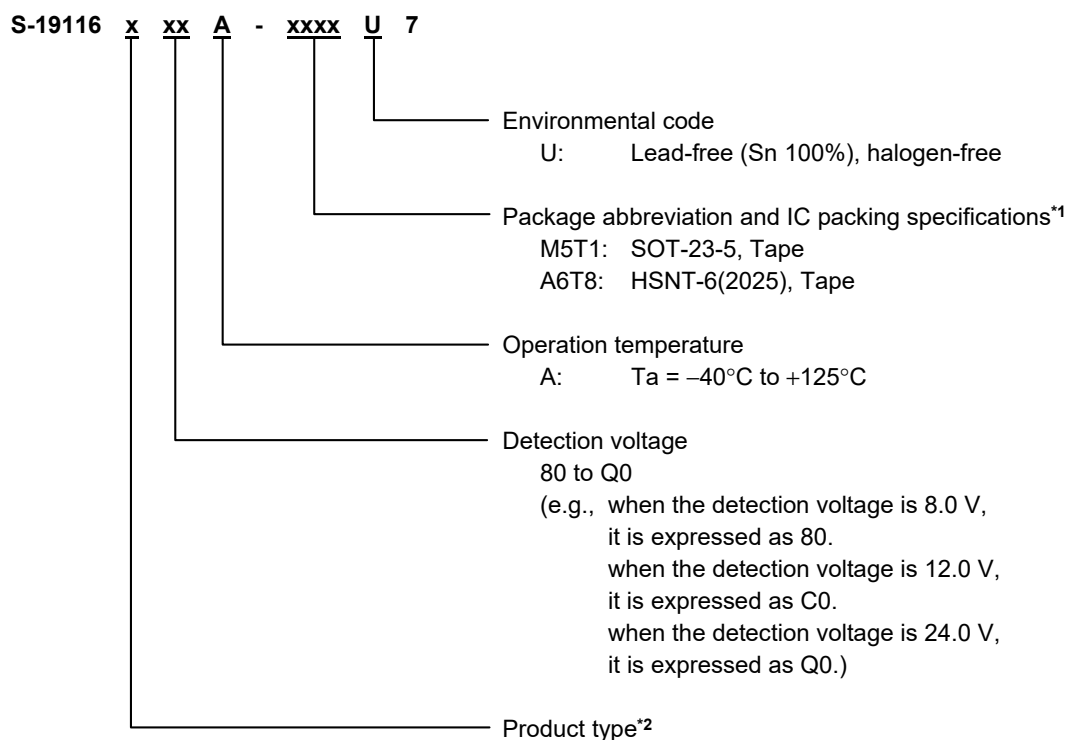 S-19116 x xx A - xxxx U 7
Environmental code
U: Lead-free (Sn 100%), halogen-free
Package abbreviation and IC packing specifications*1
M5T1: SOT-23-5, Tape
A6T8: HSNT-6(2025), Tape
Operation temperature
A: Ta = −40°C to +125°C
Detection voltage
80 to Q0
(e.g., when the detection voltage is 8.0 V,
it is expressed as 80.
when the detection voltage is 12.0 V,
it is expressed as C0.
when the detection voltage is 24.0 V,
it is expressed as Q0.)
Product type*2